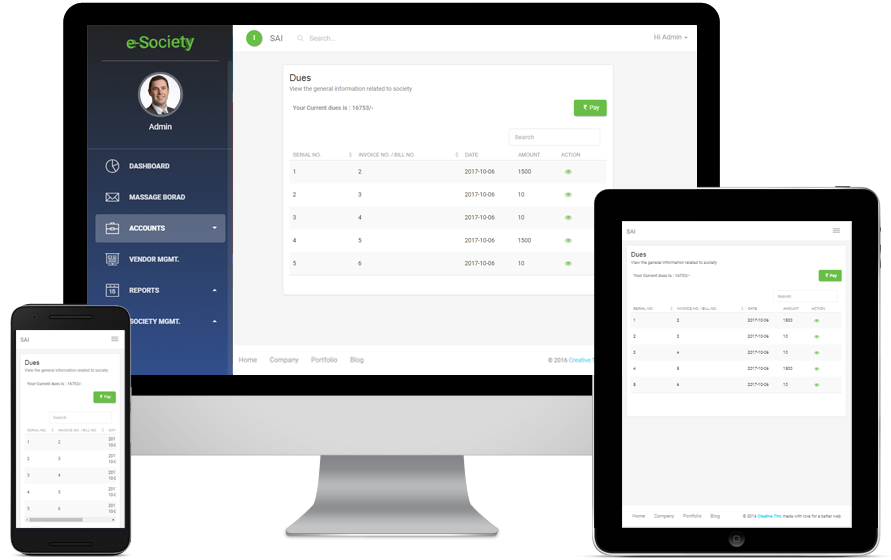 e-Society
Admin
DASHBOARD
MASSAGE BORAD
ACCOUNTS
VENDOR MGMT.
REPORTS
SOCIETY MGMT.
SAI
Search...
Hi Admin
Dues
View the general information related to society
Your Current dues is : 16753/-
₹ Pay
Search
SERIAL NO. INVOICE NO. / BILL NO DATE AMOUNT ACTION
1 2 2017-10-06 1500
2 3 2017-10-06 10
3 4 2017-10-06 10
4 5 2017-10-06 1500
5 6 2017-10-06 10
Home Company Portfolio Blog
© 2016 Creative Ti
SAI
Dues
View the general information related to society
Your Current dues is : 16753/-
₹ Pay
Search
SERIAL NO. INVOICE NO. / BILL NO
1 2 201 10-0
2 3 201 10-0
3 4 201 10-0
4 5 201 10-0
5 6 201
SAI
Dues
View the general information related to society
Your Current dues is : 16753/-
₹ Pay
Search
SERIAL NO. INVOICE NO. / BILL NO DATE AMOUNT ACTION
1 2 2017-10-06 1500
2 3 2017-10-06 10
3 4 2017-10-06 10
4 5 2017-10-06 1500
5 6 2017-10-06 10
Home Company Portfolio Blog
© 2016 Creative Tim, made with love for a better web